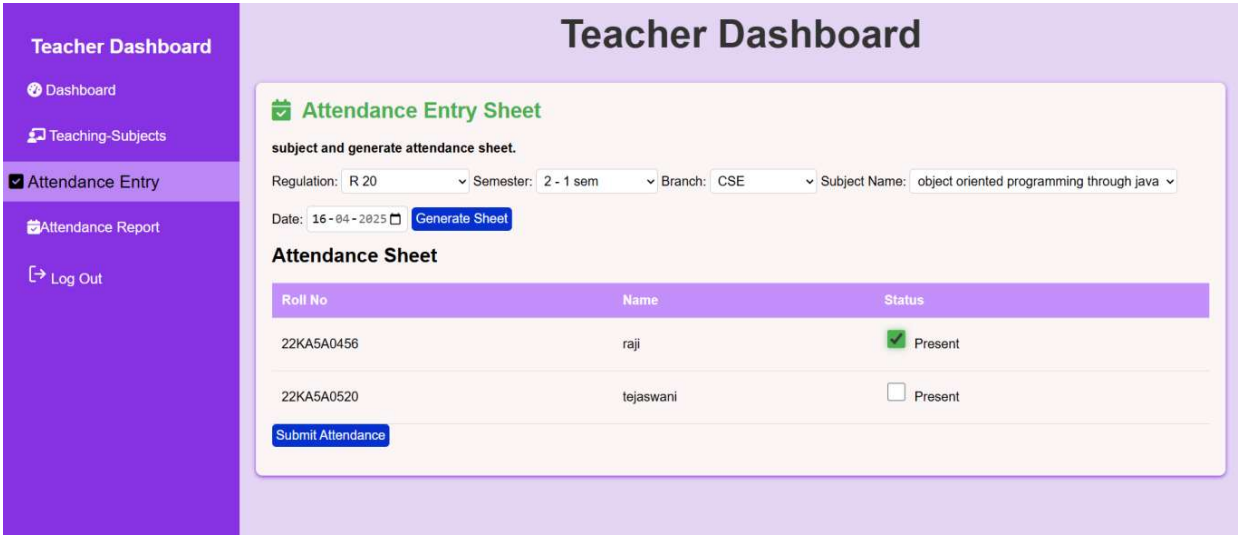 Teacher Dashboard
Dashboard
Teaching-Subjects
Attendance Entry
Attendance Report
Log Out
Teacher Dashboard
Attendance Entry Sheet
subject and generate attendance sheet.
Regulation: R 20 Semester: 2 - 1 sem Branch: CSE Subject Name: object oriented programming through java
Date: 16-04-2025 Generate Sheet
Attendance Sheet
Roll No Name Status
22KA5A0456 raji Present
22KA5A0520 tejaswani Present
Submit Attendance